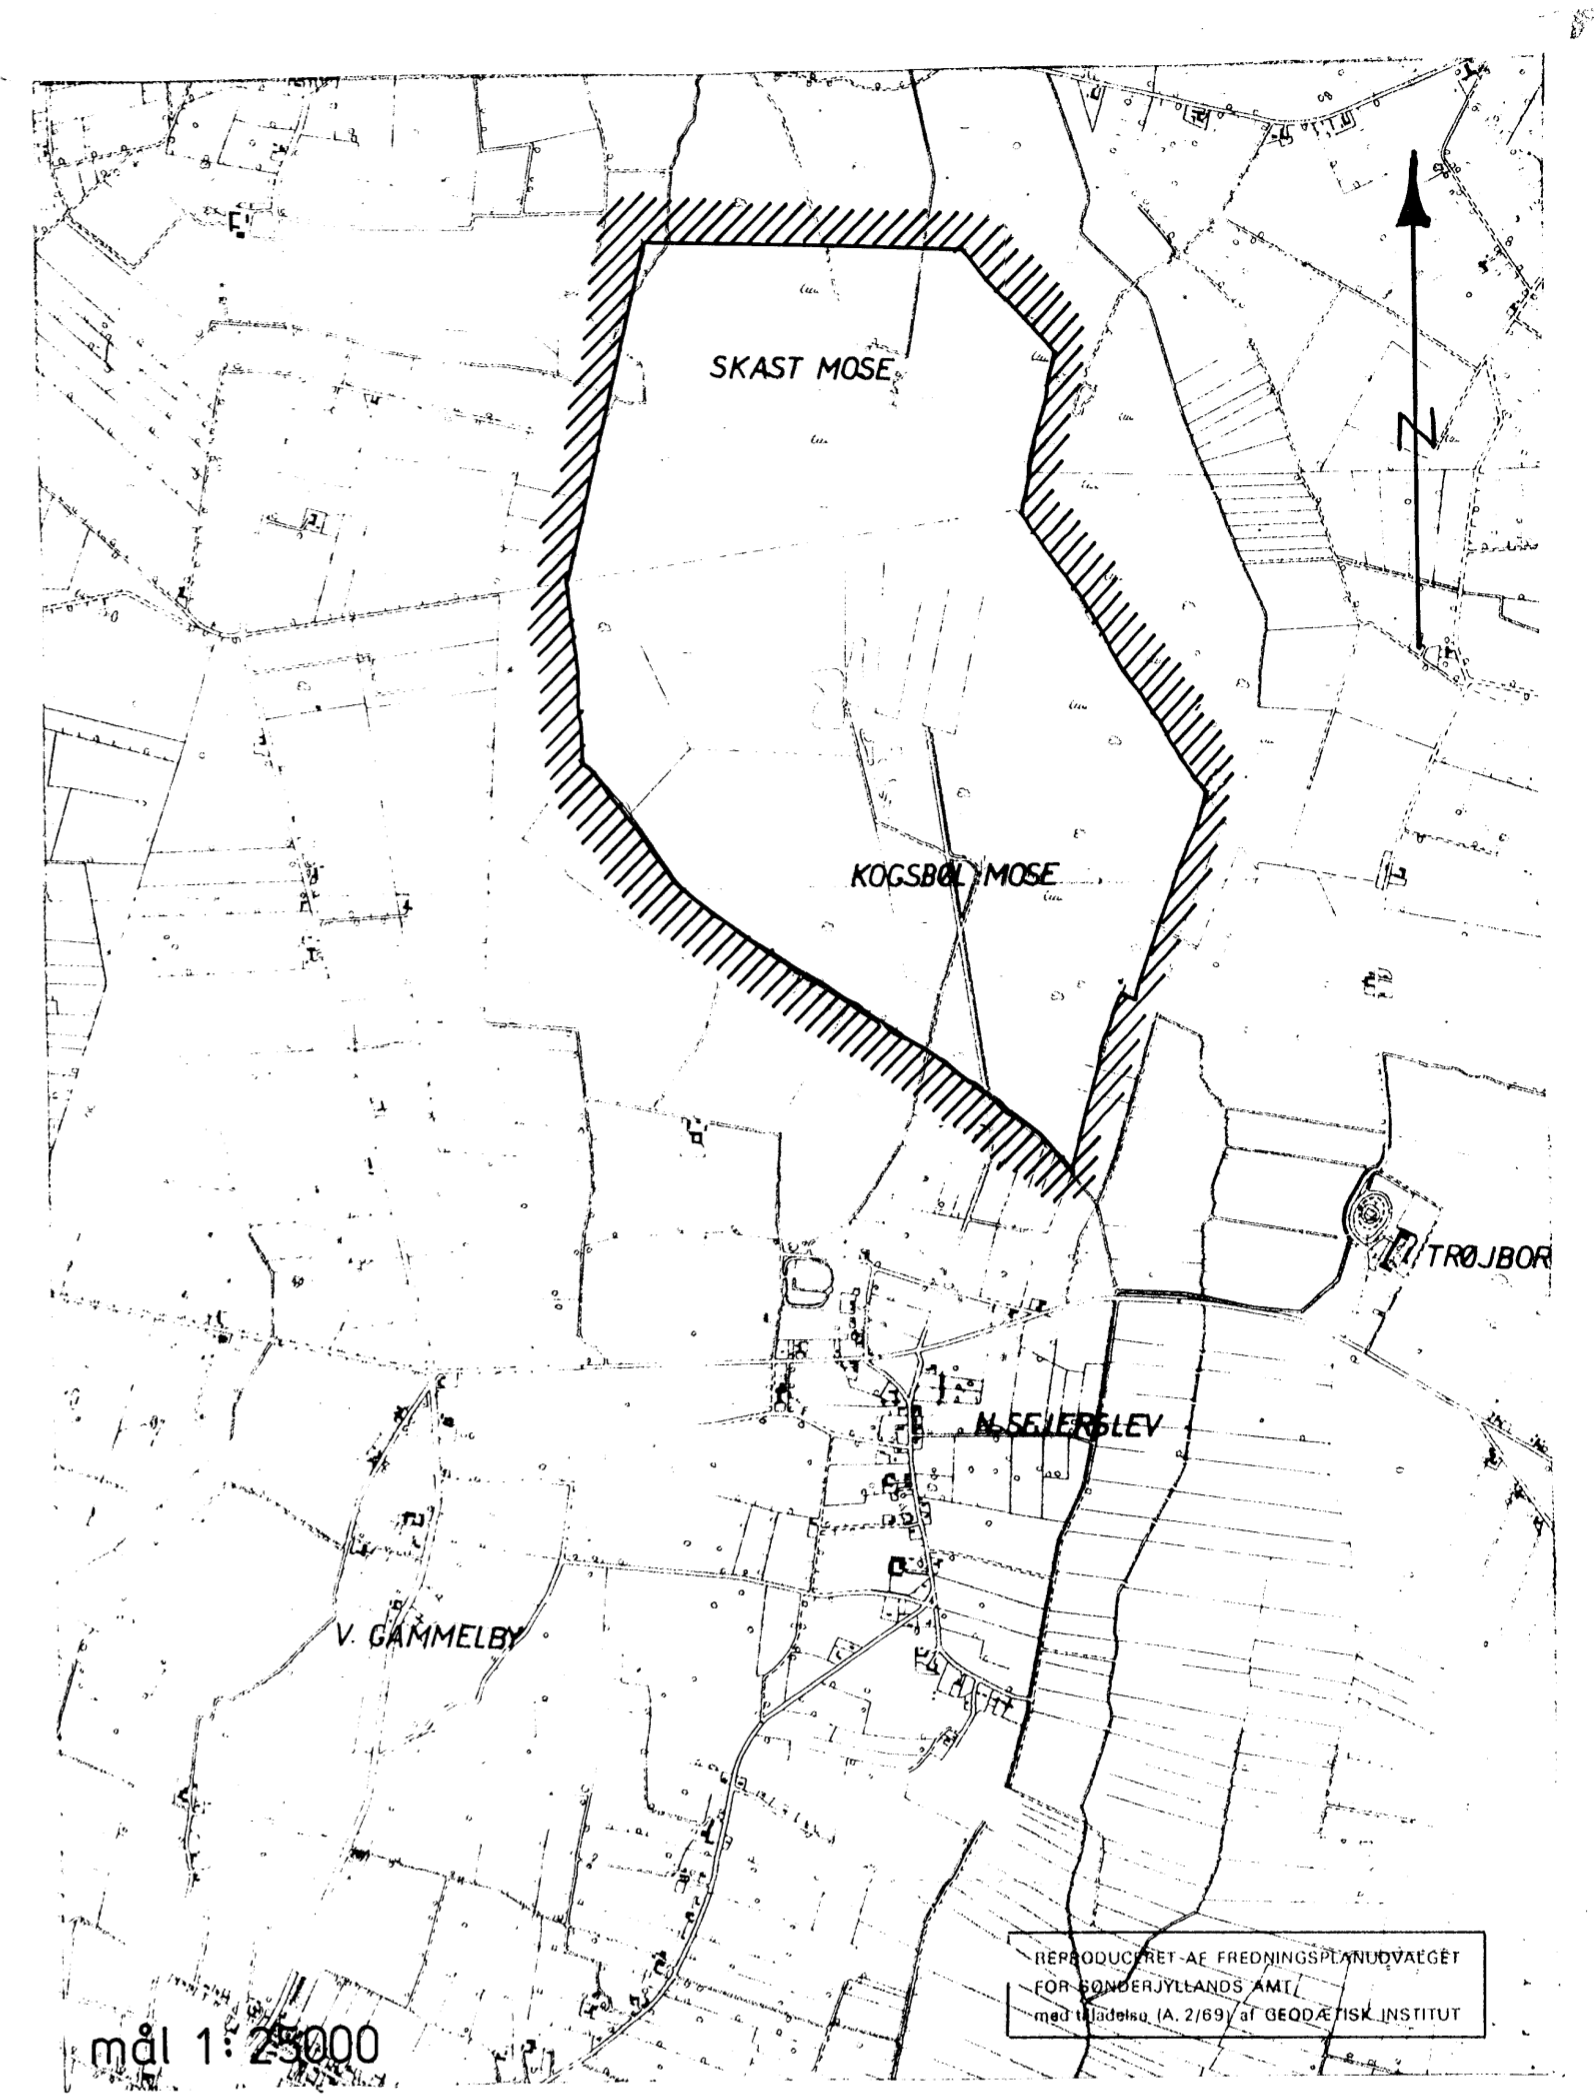 SKAST MOSE
N
KOGSBØL MOSE
TRØJBOR
N. SEJERSLEV
V. GAMMELBY
REPRODUCERET AF FREDNINGSPLANUDVALGET
FOR SØNDERJYLLANDS AMT
med tilladelse (A. 2/69) af GEODÆTISK INSTITUT
mål 1:25000